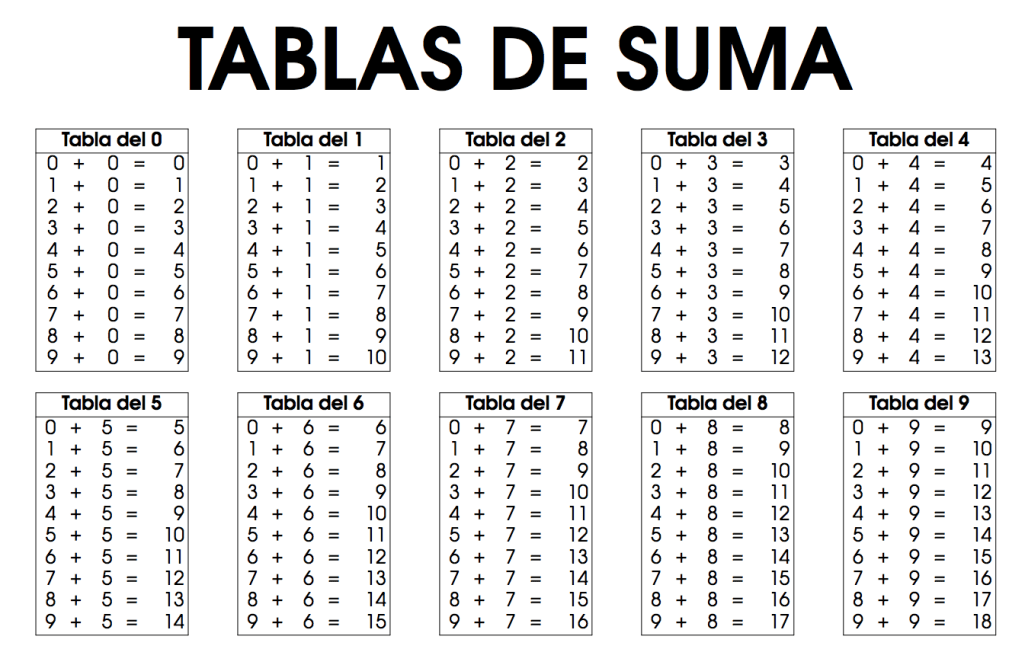 TABLAS DE SUMA
Tabla del 0
0 + 0 = 0
1 + 0 = 1
2 + 0 = 2
3 + 0 = 3
4 + 0 = 4
5 + 0 = 5
6 + 0 = 6
7 + 0 = 7
8 + 0 = 8
9 + 0 = 9
Tabla del 1
0 + 1 = 1
1 + 1 = 2
2 + 1 = 3
3 + 1 = 4
4 + 1 = 5
5 + 1 = 6
6 + 1 = 7
7 + 1 = 8
8 + 1 = 9
9 + 1 = 10
Tabla del 2
0 + 2 = 2
1 + 2 = 3
2 + 2 = 4
3 + 2 = 5
4 + 2 = 6
5 + 2 = 7
6 + 2 = 8
7 + 2 = 9
8 + 2 = 10
9 + 2 = 11
Tabla del 3
0 + 3 = 3
1 + 3 = 4
2 + 3 = 5
3 + 3 = 6
4 + 3 = 7
5 + 3 = 8
6 + 3 = 9
7 + 3 = 10
8 + 3 = 11
9 + 3 = 12
Tabla del 4
0 + 4 = 4
1 + 4 = 5
2 + 4 = 6
3 + 4 = 7
4 + 4 = 8
5 + 4 = 9
6 + 4 = 10
7 + 4 = 11
8 + 4 = 12
9 + 4 = 13
Tabla del 5
0 + 5 = 5
1 + 5 = 6
2 + 5 = 7
3 + 5 = 8
4 + 5 = 9
5 + 5 = 10
6 + 5 = 11
7 + 5 = 12
8 + 5 = 13
9 + 5 = 14
Tabla del 6
0 + 6 = 6
1 + 6 = 7
2 + 6 = 8
3 + 6 = 9
4 + 6 = 10
5 + 6 = 11
6 + 6 = 12
7 + 6 = 13
8 + 6 = 14
9 + 6 = 15
Tabla del 7
0 + 7 = 7
1 + 7 = 8
2 + 7 = 9
3 + 7 = 10
4 + 7 = 11
5 + 7 = 12
6 + 7 = 13
7 + 7 = 14
8 + 7 = 15
9 + 7 = 16
Tabla del 8
0 + 8 = 8
1 + 8 = 9
2 + 8 = 10
3 + 8 = 11
4 + 8 = 12
5 + 8 = 13
6 + 8 = 14
7 + 8 = 15
8 + 8 = 16
9 + 8 = 17
Tabla del 9
0 + 9 = 9
1 + 9 = 10
2 + 9 = 11
3 + 9 = 12
4 + 9 = 13
5 + 9 = 14
6 + 9 = 15
7 + 9 = 16
8 + 9 = 17
9 + 9 = 18